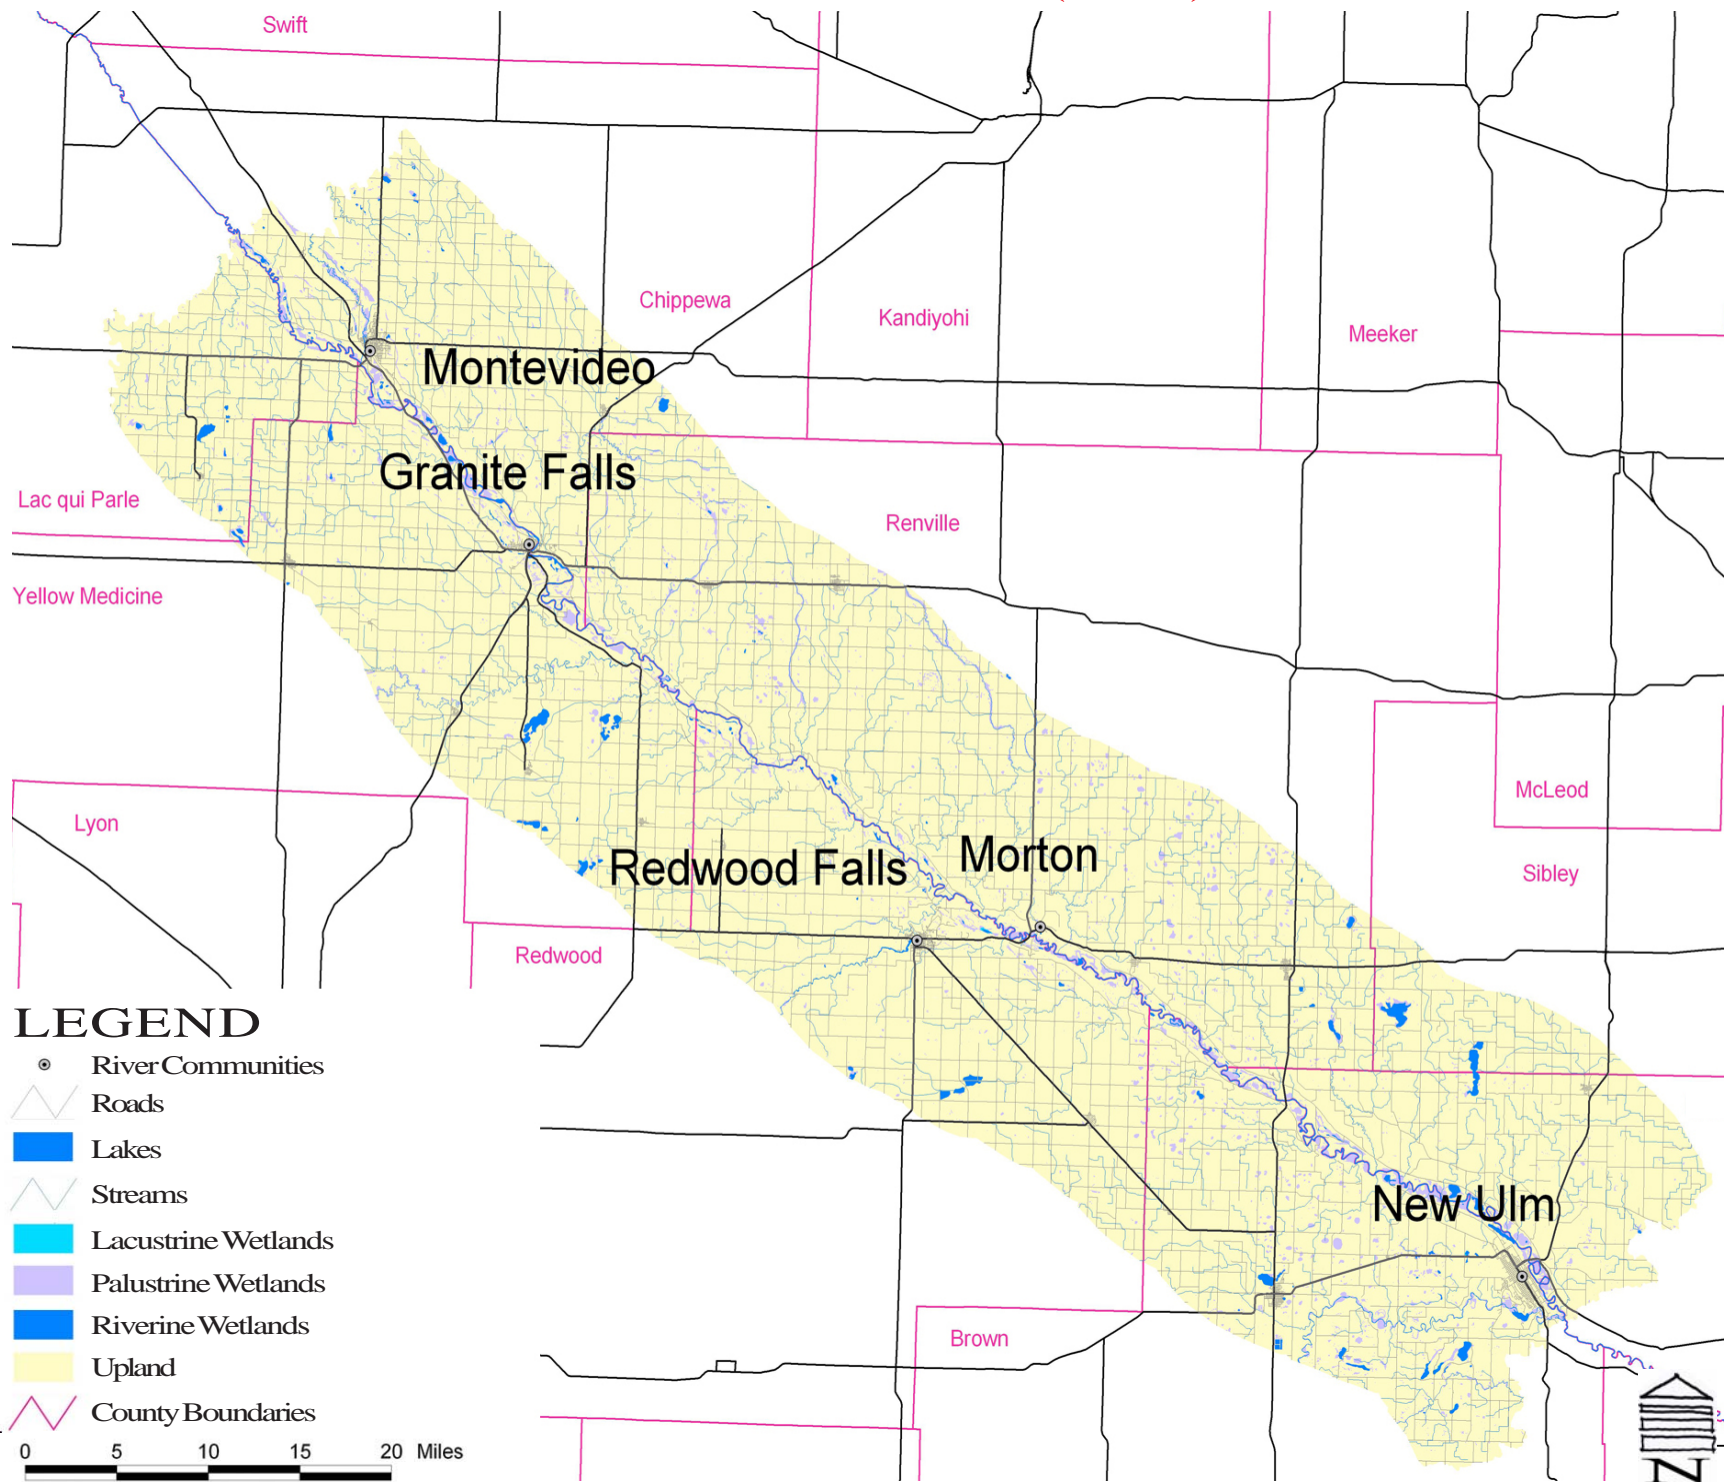 Swift
Chippewa
Kandiyohi
Meeker
Montevideo
Granite Falls
Lac qui Parle
Renville
Yellow Medicine
McLeod
Lyon
Redwood Falls
Morton
Sibley
Redwood
New Ulm
Brown
LEGEND
River Communities
Roads
Lakes
Streams
Lacustrine Wetlands
Palustrine Wetlands
Riverine Wetlands
Upland
County Boundaries
0 5 10 15 20 Miles
N